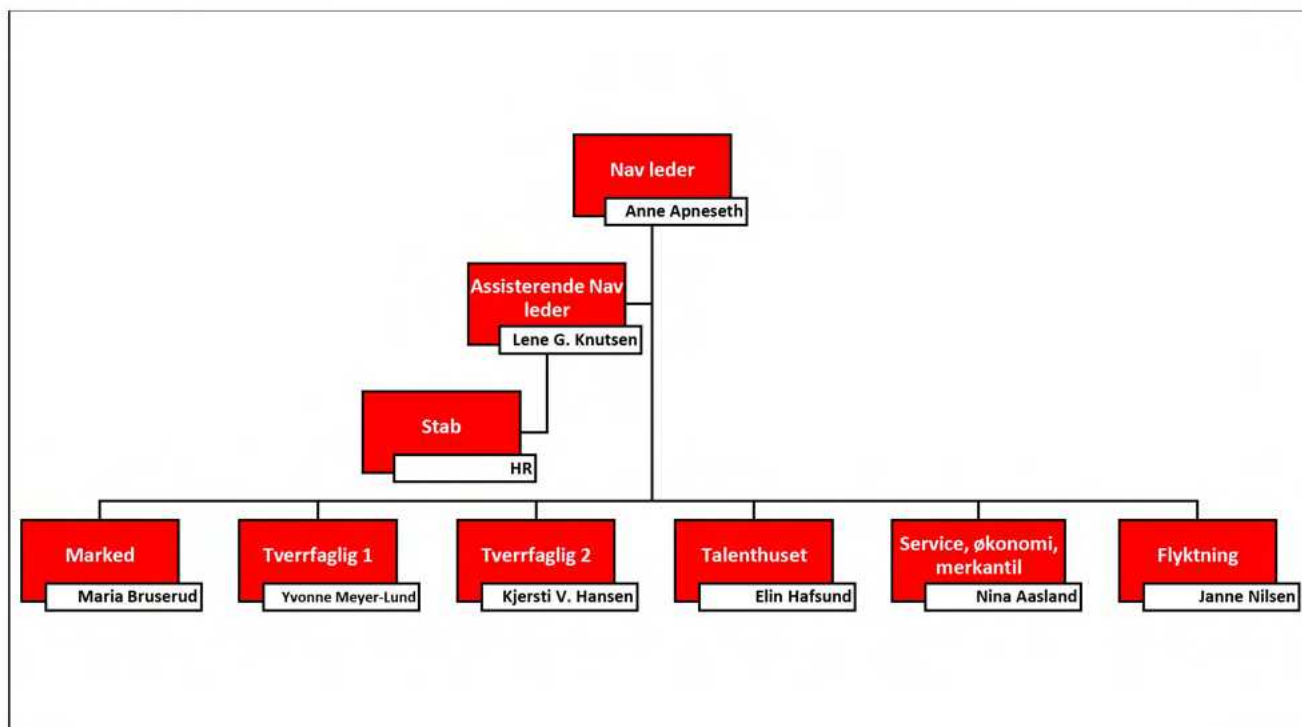 Nav leder
Anne Apneseth
Assisterende Nav
leder
Lene G. Knutsen
Stab
HR
Marked
Maria Bruserud
Tverrfaglig 1
Yvonne Meyer-Lund
Tverrfaglig 2
Kjersti V. Hansen
Talenthuset
Elin Hafsund
Service, økonomi,
merkantil
Nina Aasland
Flyktning
Janne Nilsen